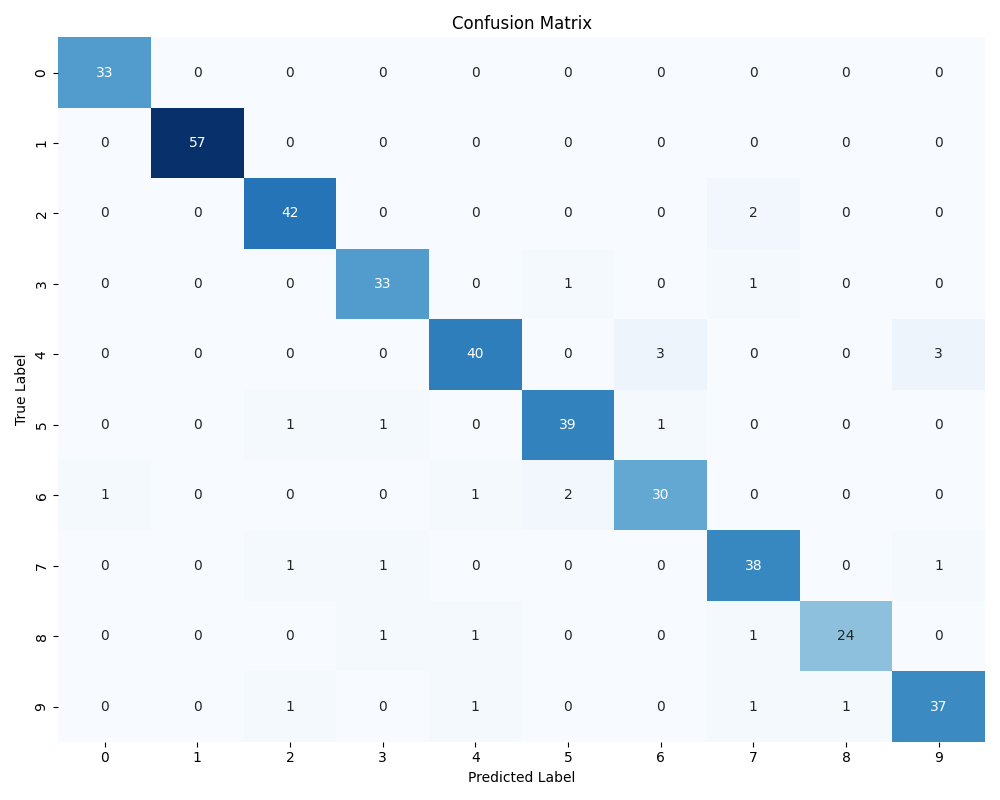 Confusion Matrix
True Label
0 33 0 0 0 0 0 0 0 0 0
1 0 57 0 0 0 0 0 0 0 0
2 0 0 42 0 0 0 0 2 0 0
3 0 0 0 33 0 1 0 1 0 0
4 0 0 0 0 40 0 3 0 0 3
5 0 0 1 1 0 39 1 0 0 0
6 1 0 0 0 1 2 30 0 0 0
7 0 0 1 1 0 0 0 38 0 1
8 0 0 0 1 1 0 0 1 24 0
9 0 0 1 0 1 0 0 1 1 37
0 1 2 3 4 5 6 7 8 9
Predicted Label